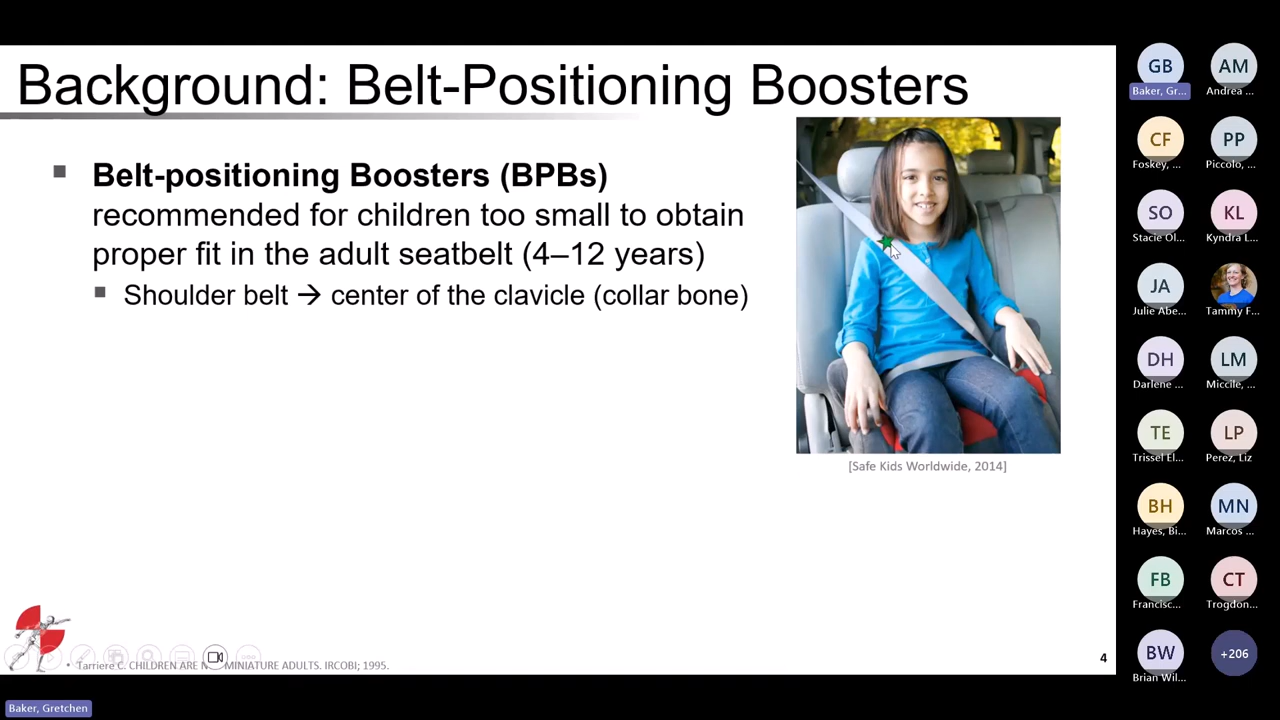 Background: Belt-Positioning Boosters
Belt-positioning Boosters (BPBs)
recommended for children too small to obtain
proper fit in the adult seatbelt (4–12 years)
Shoulder belt → center of the clavicle (collar bone)
[Safe Kids Worldwide, 2014]
Tarriere C. CHILDREN ARE N MINIATURE ADULTS. IRCOBI; 1995.
4
Baker, Gretchen
GB
Baker, Gr...
AM
Andrea ...
CF
Foskey, ...
PP
Piccolo, ...
SO
Stacie Ol...
KL
Kyndra L...
JA
Julie Abe...
Tammy F...
DH
Darlene ...
LM
Miccile, ...
TE
Trissel El...
LP
Perez, Liz
BH
Hayes, Bi...
MN
Marcos ...
FB
Francisc...
CT
Trogdon...
BW
Brian Wil...
+206